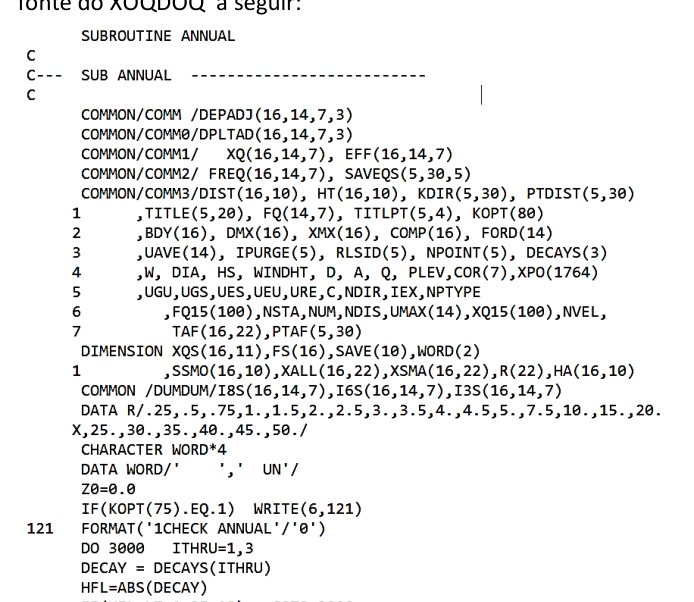 fonte do XOQDOQ a seguir:
SUBROUTINE ANNUAL
C
C--- SUB ANNUAL --------------------------
C
COMMON/COMM /DEPADJ(16,14,7,3)
COMMON/COMM0/DPLTAD(16,14,7,3)
COMMON/COMM1/ XQ(16,14,7), EFF(16,14,7)
COMMON/COMM2/ FREQ(16,14,7), SAVEQS(5,30,5)
COMMON/COMM3/DIST(16,10), HT(16,10), KDIR(5,30), PTDIST(5,30)
1 ,TITLE(5,20), FQ(14,7), TITLPT(5,4), KOPT(80)
2 ,BDY(16), DMX(16), XMX(16), COMP(16), FORD(14)
3 ,UAVE(14), IPURGE(5), RLSID(5), NPOINT(5), DECAYS(3)
4 ,W, DIA, HS, WINDHT, D, A, Q, PLEV,COR(7),XPO(1764)
5 ,UGU,UGS,UES,UEU,URE,C,NDIR,IEX,NPTYPE
6 ,FQ15(100),NSTA,NUM,NDIS,UMAX(14),XQ15(100),NVEL,
7 TAF(16,22),PTAF(5,30)
DIMENSION XQS(16,11),FS(16),SAVE(10),WORD(2)
1 ,SSMO(16,10),XALL(16,22),XSMA(16,22),R(22),HA(16,10)
COMMON /DUMDUM/I8S(16,14,7),I6S(16,14,7),I3S(16,14,7)
DATA R/.25,.5,.75,1.,1.5,2.,2.5,3.,3.5,4.,4.5,5.,7.5,10.,15.,20.
X,25.,30.,35.,40.,45.,50./
CHARACTER WORD*4
DATA WORD/'    ',' UN'/
Z0=0.0
IF(KOPT(75).EQ.1) WRITE(6,121)
121 FORMAT('1CHECK ANNUAL'/'0')
DO 3000 ITHRU=1,3
DECAY = DECAYS(ITHRU)
HFL=ABS(DECAY)